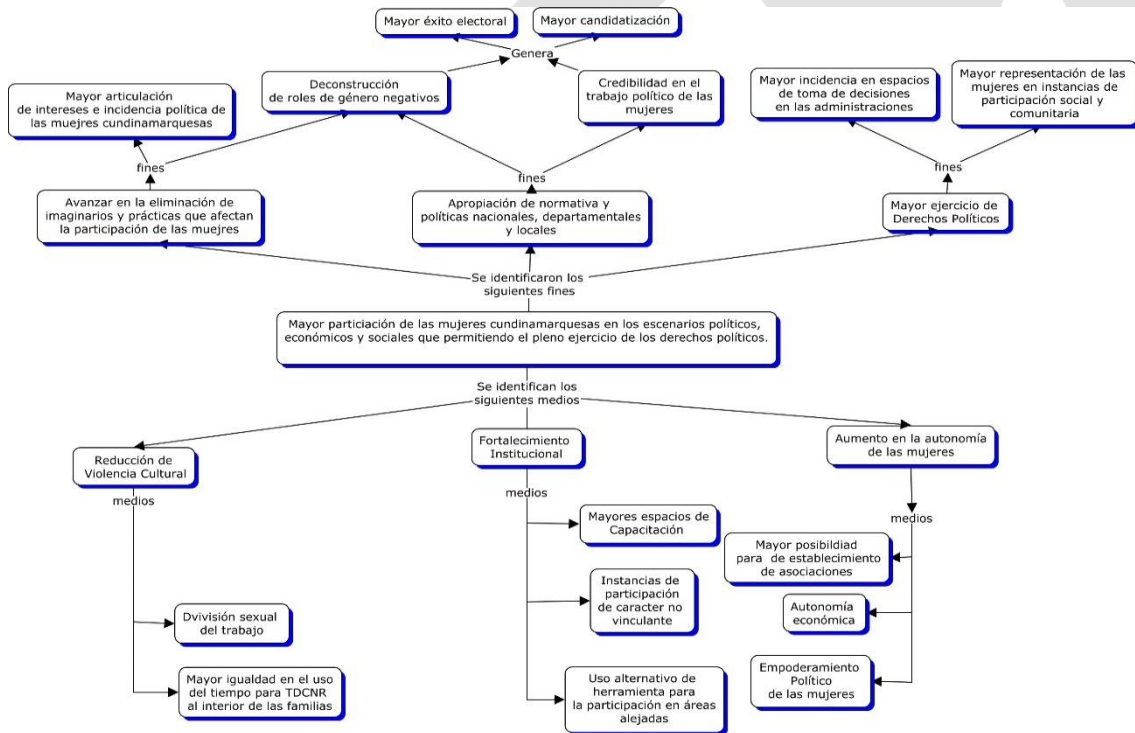 Mayor éxito electoral
Mayor candidatización
Genera
Deconstrucción
de roles de género negativos
Credibilidad en el
trabajo político de las
mujeres
Mayor articulación
de intereses e incidencia política de
las muejres cundinamarquesas
Mayor incidencia en espacios
de toma de decisiones
en las administraciones
Mayor representación de las
mujeres en instancias de
participación social y
comunitaria
fines
fines
fines
Avanzar en la eliminación de
imaginarios y prácticas que afectan
la participación de las muejres
Apropiación de normativa y
políticas nacionales, departamentales
y locales
Mayor ejercicio de
Derechos Políticos
Se identificaron los
siguientes fines
Mayor particiación de las mujeres cundinamarquesas en los escenarios políticos,
económicos y sociales que permitiendo el pleno ejercicio de los derechos políticos.
Se identifican los
siguientes medios
Reducción de
Violencia Cultural
Fortalecimiento
Institucional
Aumento en la autonomía
de las mujeres
medios
medios
medios
Dvivisión sexual
del trabajo
Mayor igualdad en el uso
del tiempo para TDCNR
al interior de las familias
Mayores espacios de
Capacitación
Instancias de
participación
de caracter no
vinculante
Uso alternativo de
herramienta para
la participación en áreas
alejadas
Mayor posibildiad
para  de establecimiento
de asociaciones
Autonomía
económica
Empoderamiento
Político
de las mujeres